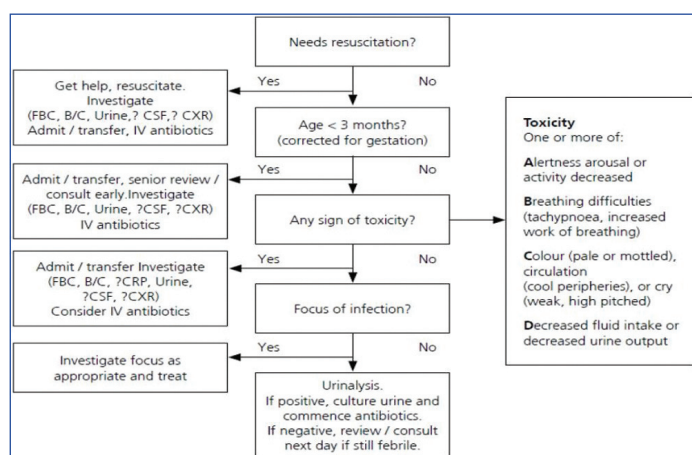 Needs resuscitation?
Yes
No
Get help, resuscitate.
Investigate
(FBC, B/C, Urine,? CSF,? CXR)
Admit / transfer, IV antibiotics
Age < 3 months?
(corrected for gestation)
Yes
No
Admit / transfer, senior review /
consult early.Investigate
(FBC, B/C, Urine, ?CSF, ?CXR)
IV antibiotics
Any sign of toxicity?
Yes
No
Admit / transfer Investigate
(FBC, B/C, ?CRP, Urine,
?CSF, ?CXR)
Consider IV antibiotics
Focus of infection?
Yes
No
Investigate focus as
appropriate and treat
Urinalysis.
If positive, culture urine and
commence antibiotics.
If negative, review / consult
next day if still febrile.
Toxicity
One or more of:
Alertness arousal or
activity decreased
Breathing difficulties
(tachypnoea, increased
work of breathing)
Colour (pale or mottled),
circulation
(cool peripheries), or cry
(weak, high pitched)
Decreased fluid intake or
decreased urine output